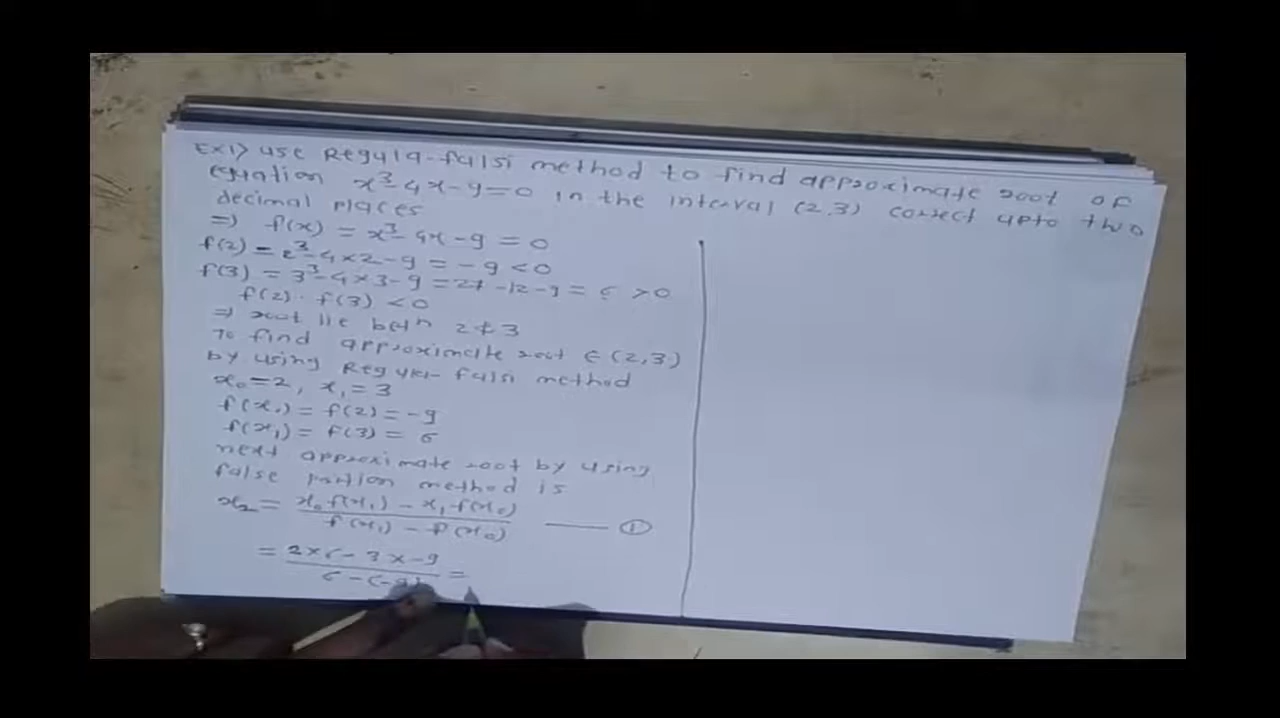 Ex1> use Regula-falsi method to find approximate root of
equation x³-4x-9=0 in the interval (2,3) correct upto two
decimal places
=> f(x) = x³-4x-9 = 0
f(2) = 2³-4×2-9 = -9 < 0
f(3) = 3³-4×3-9 = 27-12-9 = 6 > 0
f(2)·f(3) < 0
=> root lie betⁿ 2 & 3
To find approximate root ∈ (2,3)
by using Regula-falsi method
x₀=2, x₁=3
f(x₀) = f(2) = -9
f(x₁) = f(3) = 6
next approximate root by using
false position method is
x₂ = x₀f(x₁) - x₁f(x₀) / f(x₁) - f(x₀) —— ①
= 2×6-3×-9 / 6-(-9) =